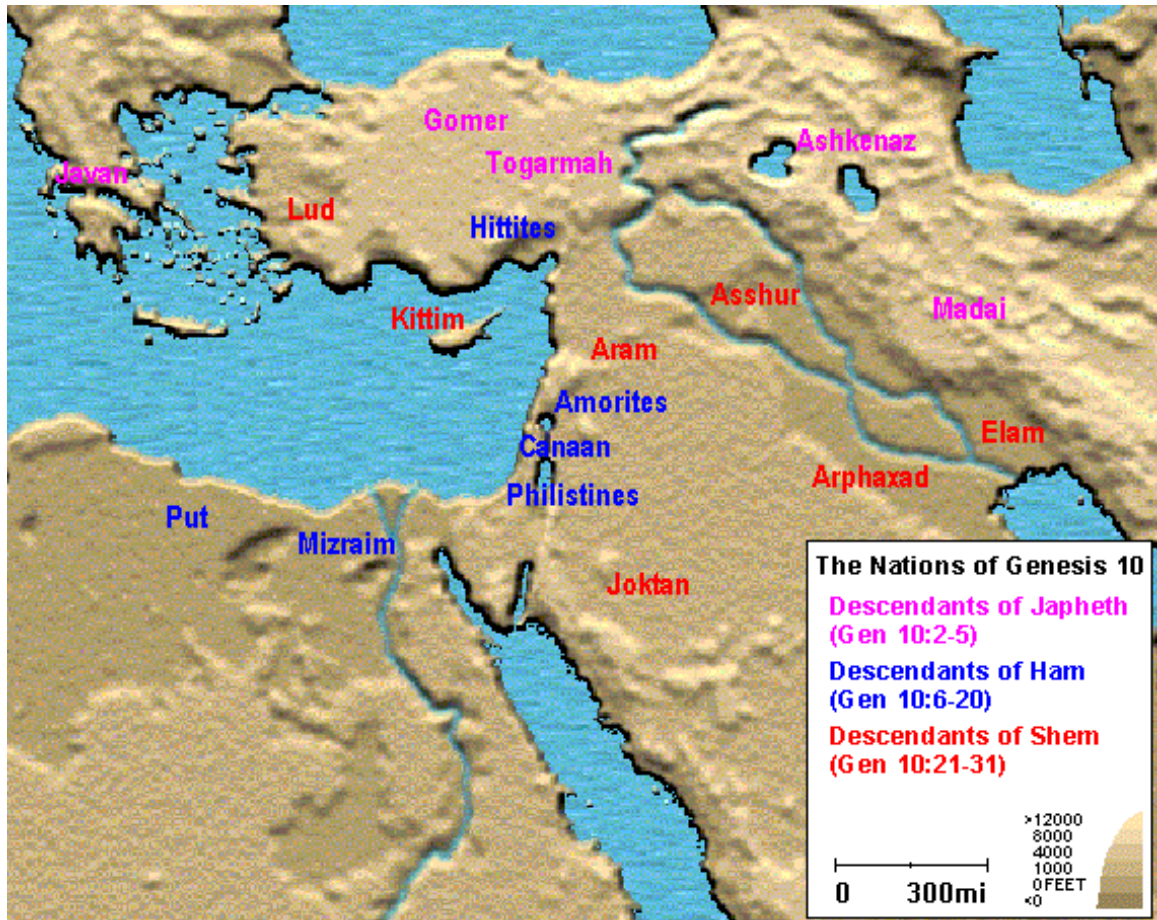 Gomer
Togarmah
Ashkenaz
Javan
Lud
Hittites
Asshur
Madai
Kittim
Aram
Amorites
Canaan
Elam
Arphaxad
Philistines
Put
Mizraim
Joktan
The Nations of Genesis 10
Descendants of Japheth
(Gen 10:2-5)
Descendants of Ham
(Gen 10:6-20)
Descendants of Shem
(Gen 10:21-31)
>12000
8000
4000
1000
0 FEET
<0
0 300mi